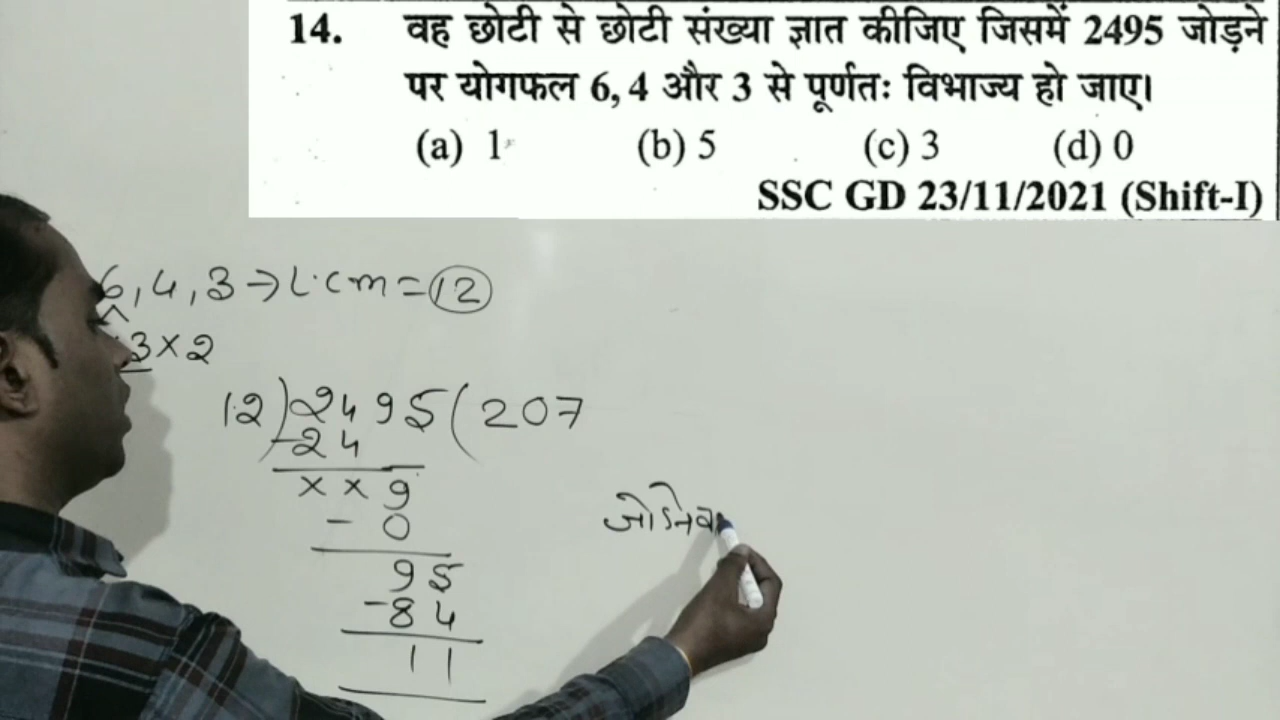 14. वह छोटी से छोटी संख्या ज्ञात कीजिए जिसमें 2495 जोड़ने
पर योगफल 6, 4 और 3 से पूर्णतः विभाज्य हो जाए।
(a) 1 (b) 5 (c) 3 (d) 0
SSC GD 23/11/2021 (Shift-I)
6, 4, 3 → L.C.M = 12
3 × 2
12) 2495 ( 207
-24
× × 9
- 0
95
-84
11